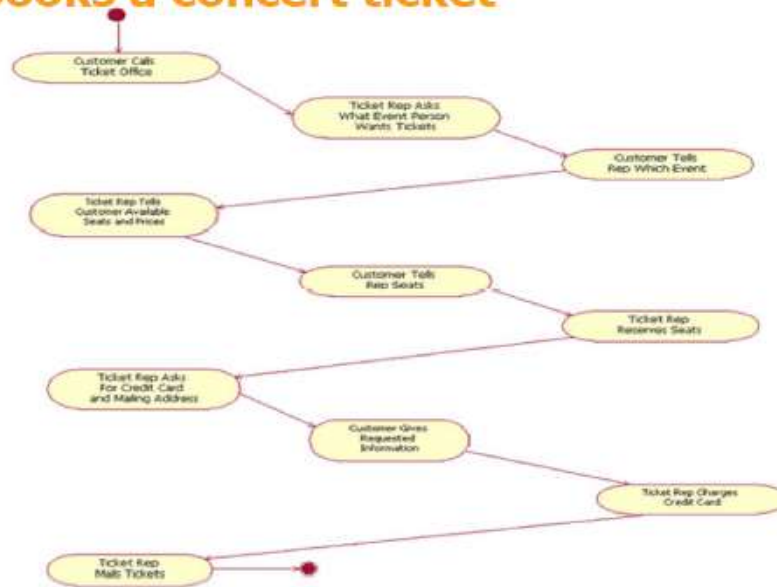 books a concert ticket
Customer Calls
Ticket Office
Ticket Rep Asks
What Event Person
Wants Tickets
Customer Tells
Rep Which Event
Ticket Rep Tells
Customer Available
Seats and Prices
Customer Tells
Rep Seats
Ticket Rep
Reserves Seats
Ticket Rep Asks
For Credit Card
and Mailing Address
Customer Gives
Requested
Information
Ticket Rep Charges
Credit Card
Ticket Rep
Mails Tickets